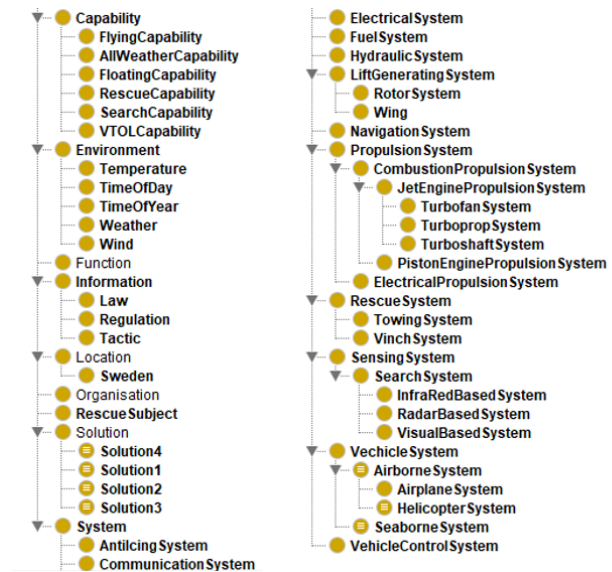 Capability
FlyingCapability
AllWeatherCapability
FloatingCapability
RescueCapability
SearchCapability
VTOLCapability
Environment
Temperature
TimeOfDay
TimeOfYear
Weather
Wind
Function
Information
Law
Regulation
Tactic
Location
Sweden
Organisation
RescueSubject
Solution
Solution4
Solution1
Solution2
Solution3
System
AntiIcingSystem
CommunicationSystem
ElectricalSystem
FuelSystem
HydraulicSystem
LiftGeneratingSystem
RotorSystem
Wing
NavigationSystem
PropulsionSystem
CombustionPropulsionSystem
JetEnginePropulsionSystem
TurbofanSystem
TurbopropSystem
TurboshaftSystem
PistonEnginePropulsionSystem
ElectricalPropulsionSystem
RescueSystem
TowingSystem
VinchSystem
SensingSystem
SearchSystem
InfraRedBasedSystem
RadarBasedSystem
VisualBasedSystem
VechicleSystem
AirborneSystem
AirplaneSystem
HelicopterSystem
SeaborneSystem
VehicleControlSystem